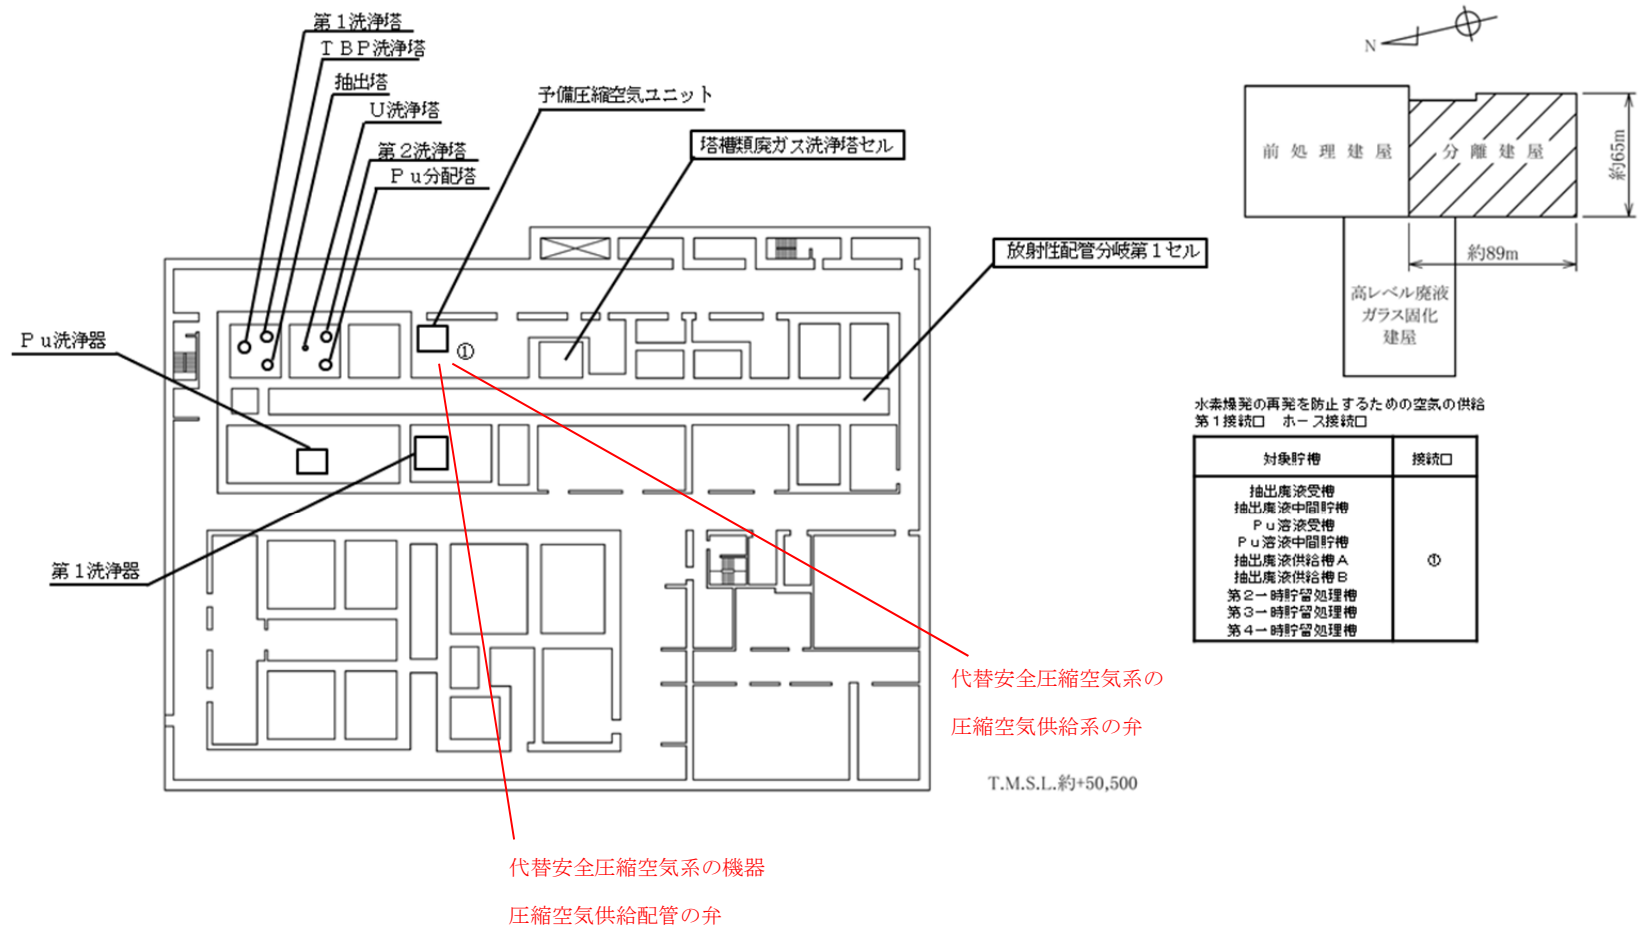 第１洗浄塔
ＴＢＰ洗浄塔
抽出塔
Ｕ洗浄塔
第２洗浄塔
Ｐｕ分配塔
予備圧縮空気ユニット
塔槽類廃ガス洗浄塔セル
放射性配管分岐第１セル
Ｐｕ洗浄器
第１洗浄器
①
N
前処理建屋
分離建屋
約65m
約89m
高レベル廃液
ガラス固化
建屋
水素爆発の再発を防止するための空気の供給
第１接続口　ホース接続口
対象貯槽　接続口
抽出廃液受槽
抽出廃液中間貯槽
Ｐｕ溶液受槽
Ｐｕ溶液中間貯槽
抽出廃液供給槽Ａ
抽出廃液供給槽Ｂ
第２一時貯留処理槽
第３一時貯留処理槽
第４一時貯留処理槽
①
代替安全圧縮空気系の
圧縮空気供給系の弁
T.M.S.L.約+50,500
代替安全圧縮空気系の機器
圧縮空気供給配管の弁